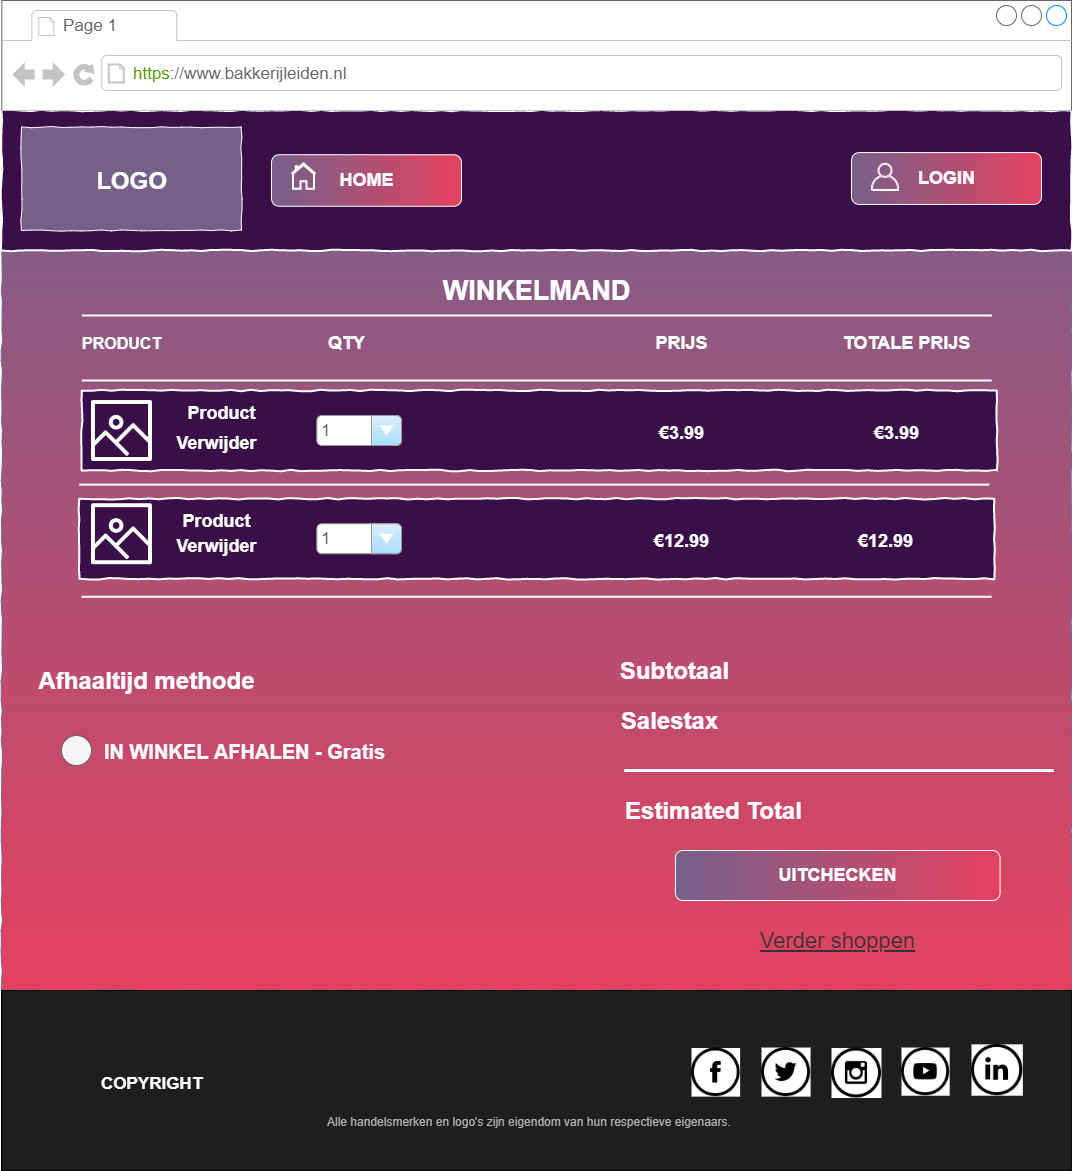 Page 1
https://www.bakkerijleiden.nl
LOGO
HOME
LOGIN
WINKELMAND
PRODUCT QTY PRIJS TOTALE PRIJS
Product
Verwijder
1 €3.99 €3.99
Product
Verwijder
1 €12.99 €12.99
Afhaaltijd methode
IN WINKEL AFHALEN - Gratis
Subtotaal
Salestax
Estimated Total
UITCHECKEN
Verder shoppen
COPYRIGHT
Alle handelsmerken en logo's zijn eigendom van hun respectieve eigenaars.